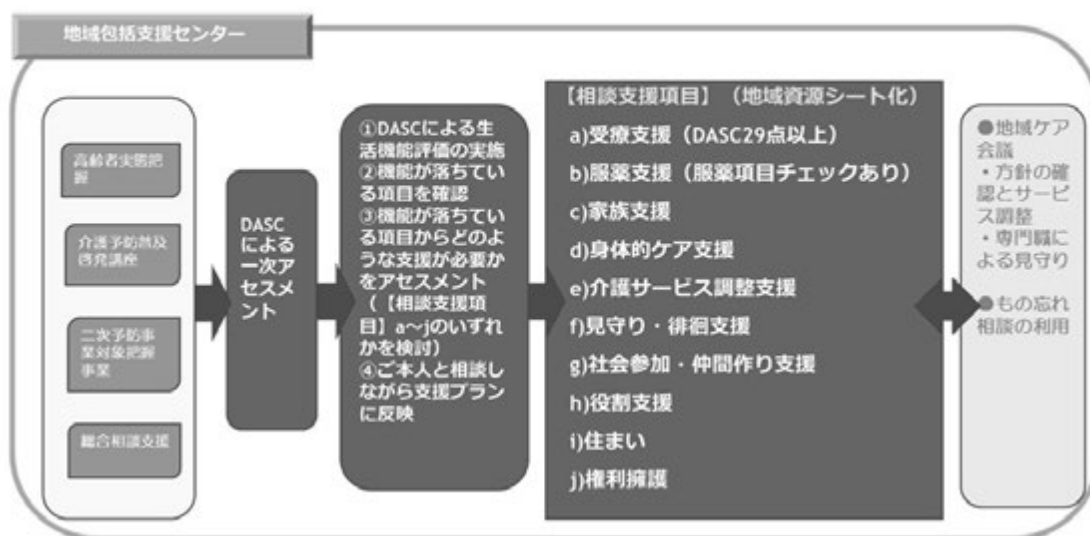 地域包括支援センター
高齢者実態把
握
介護予防普及
啓発講座
二次予防事
業対象把握
事業
総合相談支援
DASC
による
一次ア
セスメ
ント
①DASCによる生
活機能評価の実施
②機能が落ちてい
る項目を確認
③機能が落ちてい
る項目からどのよ
うな支援が必要かを
アセスメント
（【相談支援項
目】a～jのいずれ
かを検討）
④ご本人と相談し
ながら支援プラン
に反映
【相談支援項目】（地域資源シート化）
a)受療支援（DASC29点以上）
b)服薬支援（服薬項目チェックあり）
c)家族支援
d)身体的ケア支援
e)介護サービス調整支援
f)見守り・徘徊支援
g)社会参加・仲間作り支援
h)役割支援
i)住まい
j)権利擁護
●地域ケア
会議
・方針の確
認とサービ
ス調整
・専門職に
よる見守り
●もの忘れ
相談の利用